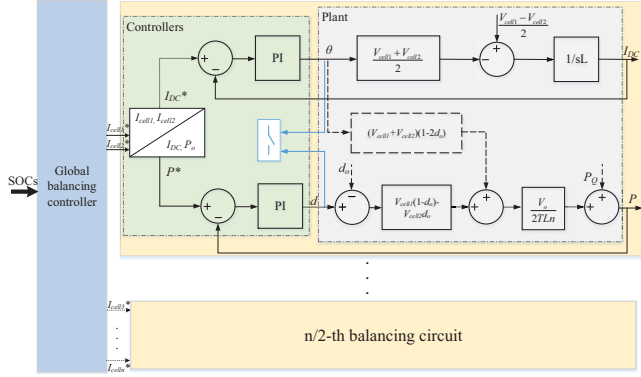 SOCs
Global
balancing
controller
I_cell1*
I_cell2*
I_cell3*
I_celln*
Controllers
Plant
I_cell1, I_cell2
I_DC, P_o
I_DC*
P*
PI
PI
θ
d
(V_cell1+V_cell2)/2
(V_cell1−V_cell2)/2
1/sL
I_DC
(V_cell1+V_cell2)(1-2d_o)
d_o
V_cell1(1-d_o)-
V_cell2d_o
V_o/2TLn
P_Q
P
n/2-th balancing circuit